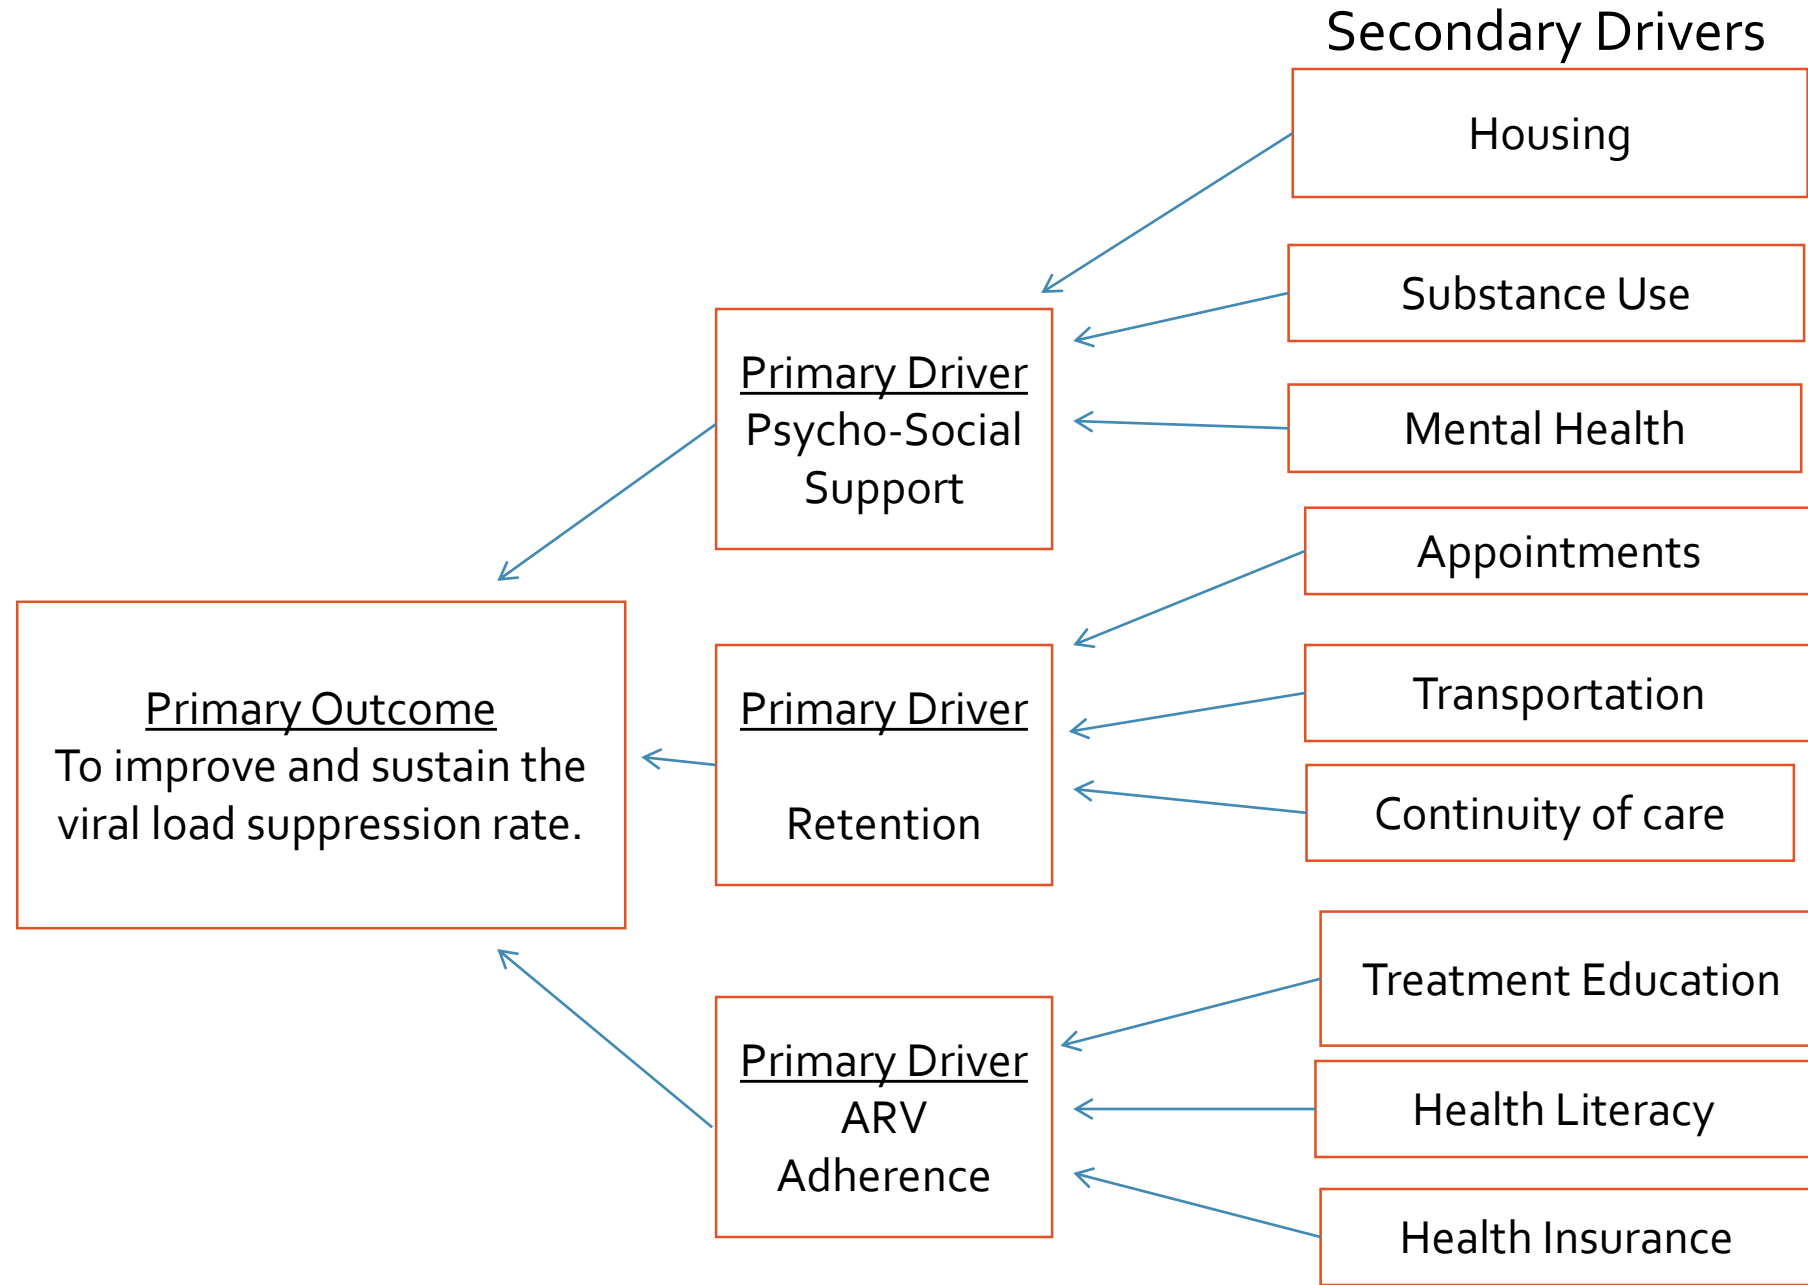 Secondary Drivers
Housing
Substance Use
Mental Health
Primary Driver
Psycho-Social
Support
Appointments
Transportation
Continuity of care
Primary Driver
Retention
Primary Outcome
To improve and sustain the
viral load suppression rate.
Treatment Education
Health Literacy
Health Insurance
Primary Driver
ARV
Adherence